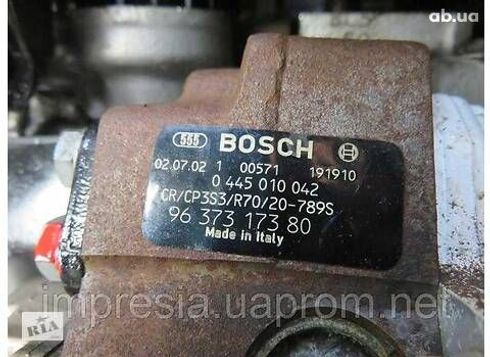 ab.ua
555 BOSCH
02.07.02 1 00571 191910
0 445 010 042
CR/CP3S3/R70/20-789S
96 373 173 80
Made in Italy
impresia.uaprom.net
RIA